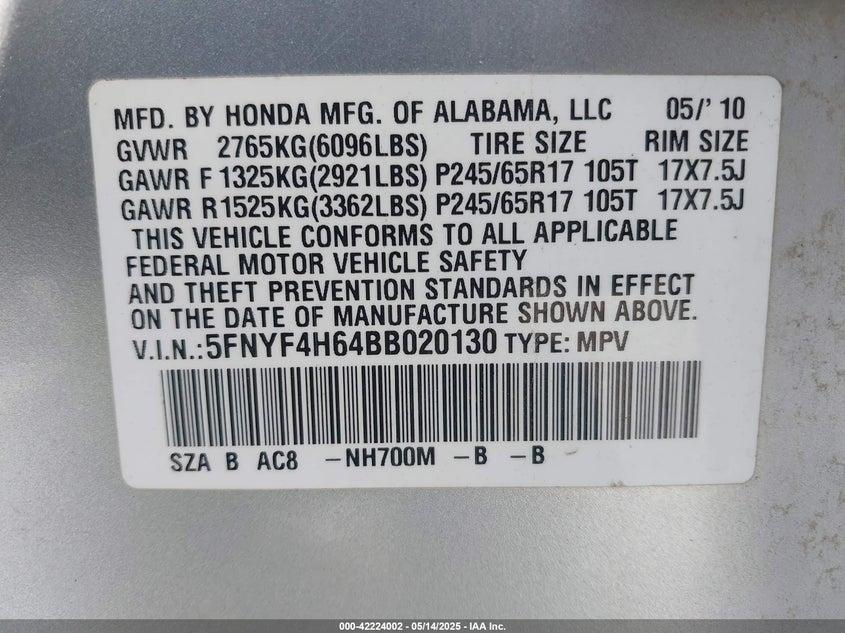 MFD. BY HONDA MFG. OF ALABAMA, LLC 05/' 10
GVWR 2765KG(6096LBS) TIRE SIZE RIM SIZE
GAWR F 1325KG(2921LBS) P245/65R17 105T 17X7.5J
GAWR R1525KG(3362LBS) P245/65R17 105T 17X7.5J
THIS VEHICLE CONFORMS TO ALL APPLICABLE
FEDERAL MOTOR VEHICLE SAFETY
AND THEFT PREVENTION STANDARDS IN EFFECT
ON THE DATE OF MANUFACTURE SHOWN ABOVE.
V.I.N.:5FNYF4H64BB020130 TYPE: MPV
SZA B AC8 -NH700M -B -B
000-42224002 - 05/14/2025 - IAA Inc.